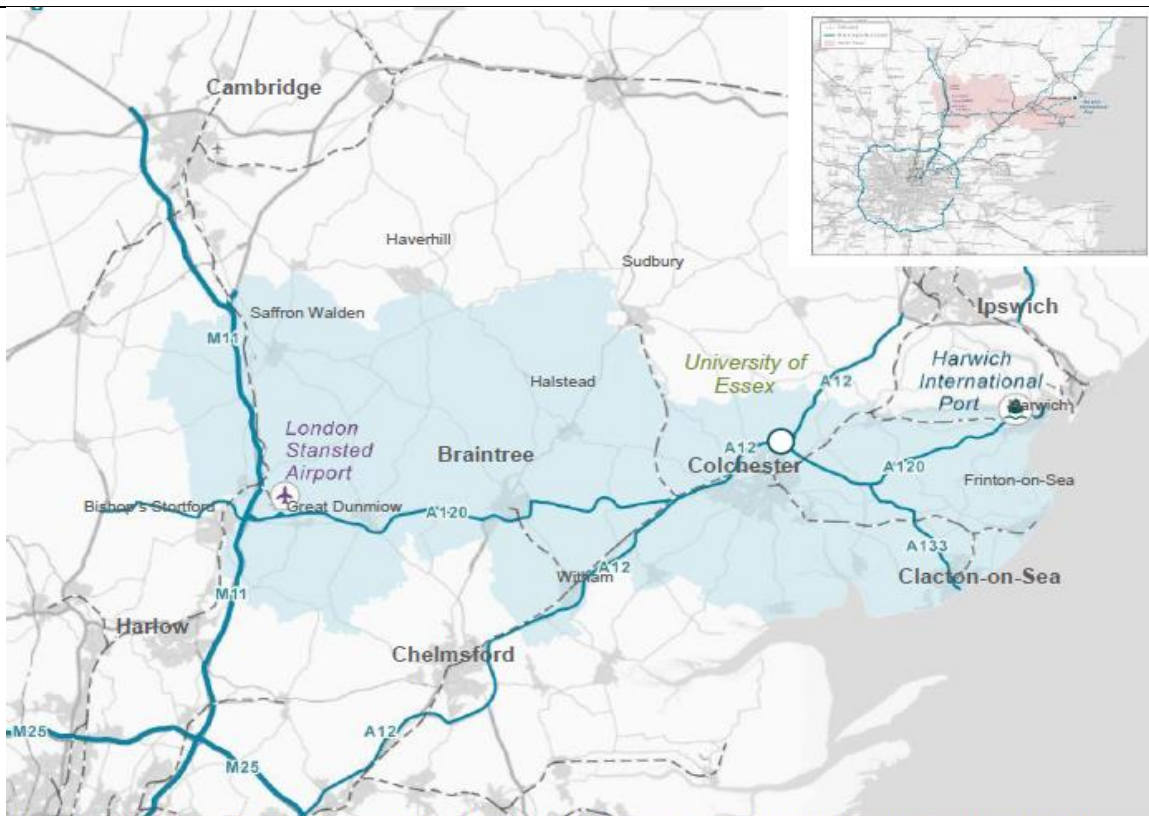 Cambridge
Haverhill
Sudbury
Saffron Walden
Ipswich
M11
University of
Essex
Harwich
International
Port
A12
Halstead
Harwich
London
Stansted
Airport
Braintree
A12
Colchester
A120
Frinton-on-Sea
Bishop's Stortford
Great Dunmow
A120
A133
Witham
A12
Clacton-on-Sea
M11
Harlow
Chelmsford
M25
A12
M25